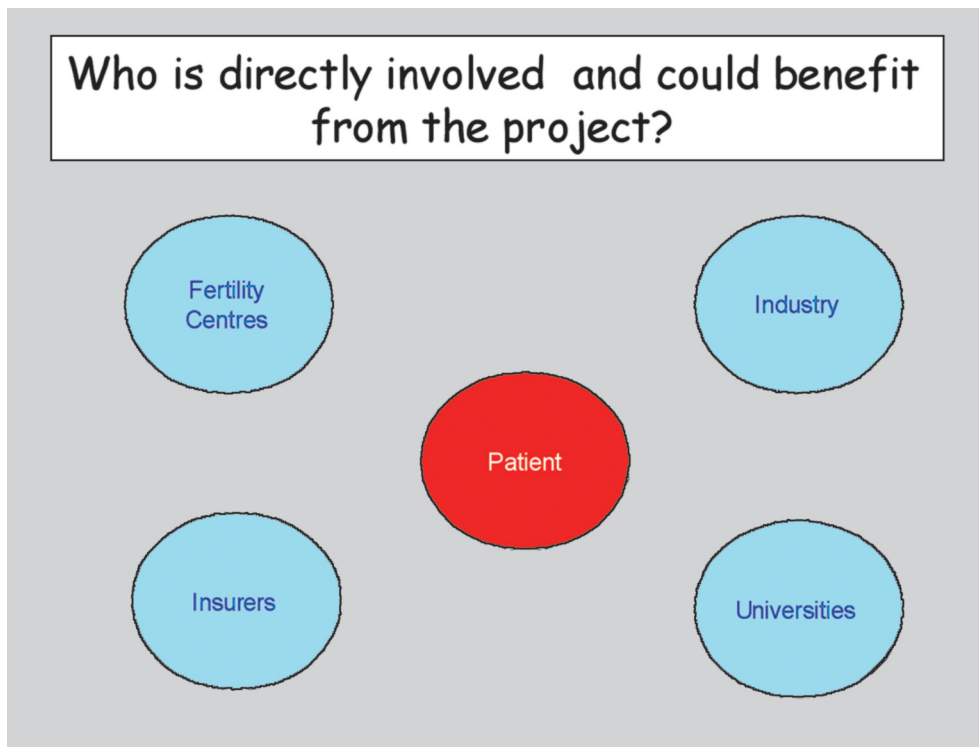 Who is directly involved and could benefit
from the project?
Fertility
Centres
Industry
Patient
Insurers
Universities